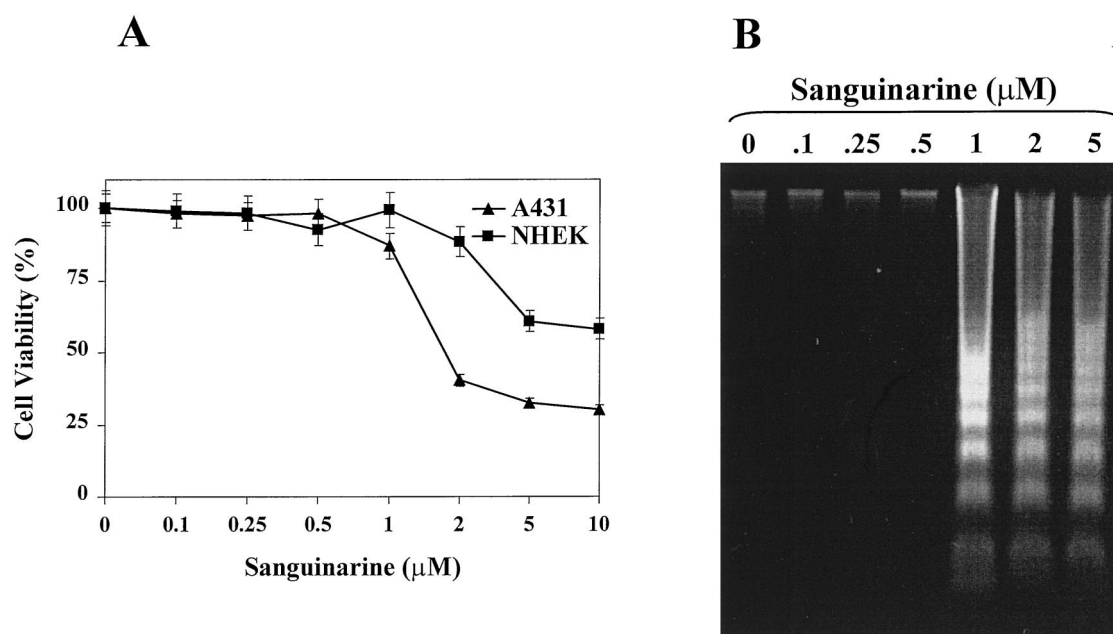 A
100
75
50
25
0
Cell Viability (%)
A431
NHEK
0 0.1 0.25 0.5 1 2 5 10
Sanguinarine (μM)
B
Sanguinarine (μM)
0 .1 .25 .5 1 2 5